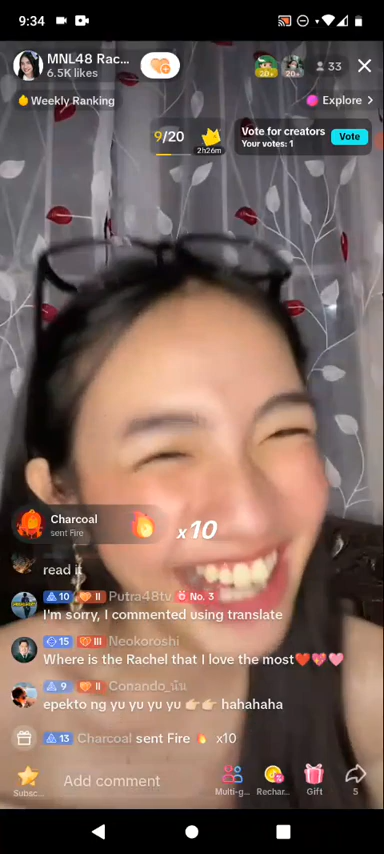 9:34
MNL48 Rac...
6.5K likes
20+
20+
33
Weekly Ranking
Explore >
9/20
2h26m
Vote for creators
Your votes: 1
Vote
Charcoal
sent Fire
x10
read it
10 II Putra48tv No. 3
I'm sorry, I commented using translate
15 III Neokoroshi
Where is the Rachel that I love the most❤️💖🩷
9 II Conando_นัน
epekto ng yu yu yu yu 👉🏻👉🏻 hahahaha
13 Charcoal sent Fire 🔥 x10
Subsc...
Add comment
Multi-g...
Rechar...
Gift
5